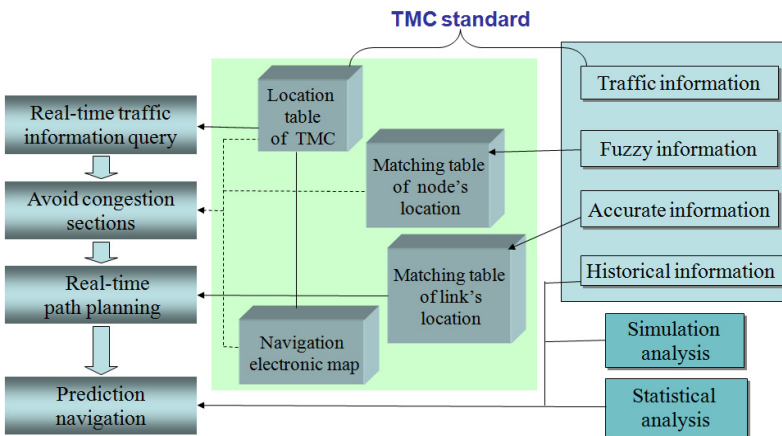 TMC standard
Real-time traffic
information query
Avoid congestion
sections
Real-time
path planning
Prediction
navigation
Location
table
of TMC
Matching table
of node's
location
Matching table
of link's
location
Navigation
electronic map
Traffic information
Fuzzy information
Accurate information
Historical information
Simulation
analysis
Statistical
analysis